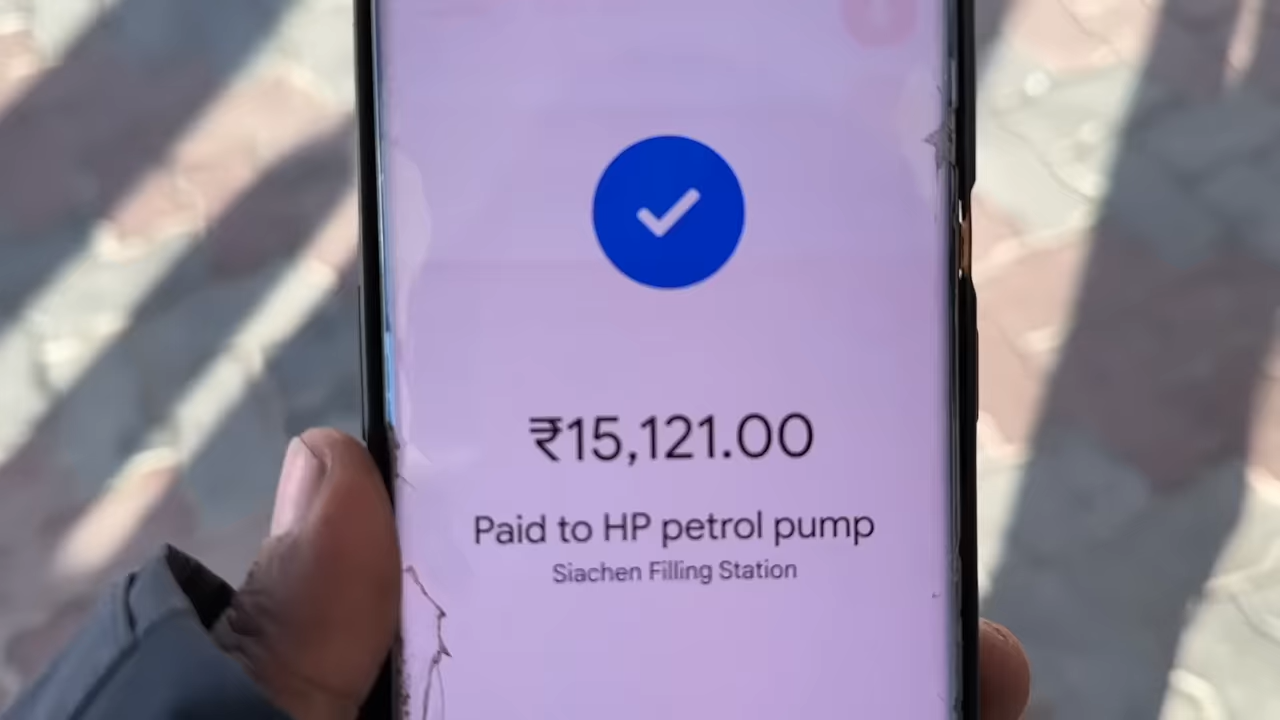 ₹15,121.00
Paid to HP petrol pump
Siachen Filling Station